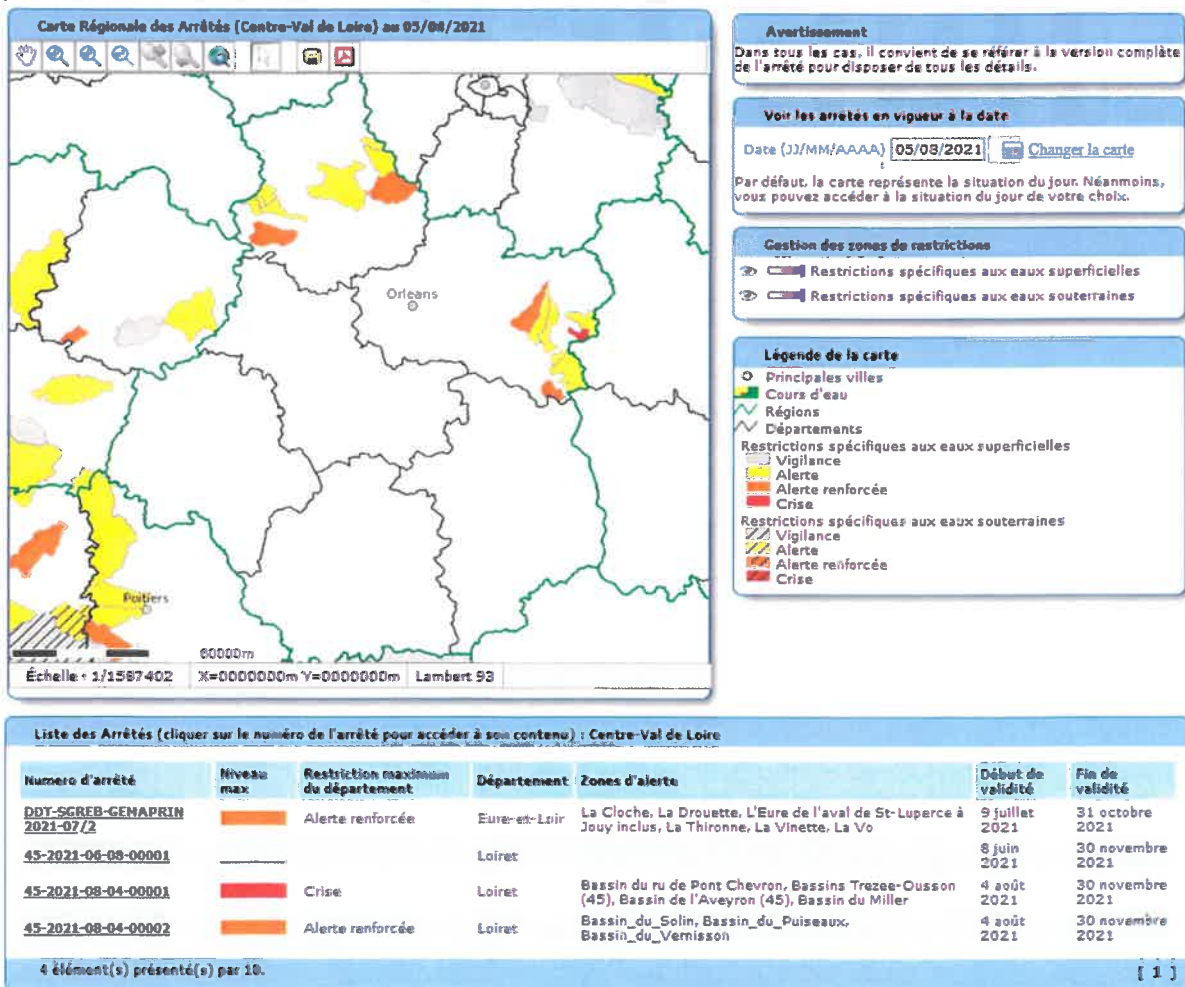 Carte Régionale des Arrêtés (Centre-Val de Loire) au 05/08/2021
Orleans
Poitiers
60000m
Échelle : 1/1587402
X=0000000m Y=0000000m
Lambert 93
Avertissement
Dans tous les cas, il convient de se référer à la version complète
de l'arrêté pour disposer de tous les détails.
Voir les arrêtés en vigueur à la date
Date (JJ/MM/AAAA) 05/08/2021 Changer la carte
Par défaut, la carte représente la situation du jour. Néanmoins,
vous pouvez accéder à la situation du jour de votre choix.
Gestion des zones de restrictions
Restrictions spécifiques aux eaux superficielles
Restrictions spécifiques aux eaux souterraines
Légende de la carte
Principales villes
Cours d'eau
Régions
Départements
Restrictions spécifiques aux eaux superficielles
Vigilance
Alerte
Alerte renforcée
Crise
Restrictions spécifiques aux eaux souterraines
Vigilance
Alerte
Alerte renforcée
Crise
Liste des Arrêtés (cliquer sur le numéro de l'arrêté pour accéder à son contenu) : Centre-Val de Loire
Numero d'arrêté
Niveau
max
Restriction maximum
du département
Département
Zones d'alerte
Début de
validité
Fin de
validité
DDT-SGREB-GEMAPRIN
2021-07/2
Alerte renforcée
Eure-et-Loir
La Cloche, La Drouette, L'Eure de l'aval de St-Luperce à
Jouy inclus, La Thironne, La Vinette, La Vo
9 juillet
2021
31 octobre
2021
45-2021-06-08-00001
Loiret
8 juin
2021
30 novembre
2021
45-2021-08-04-00001
Crise
Loiret
Bassin du ru de Pont Chevron, Bassins Trezee-Ousson
(45), Bassin de l'Aveyron (45), Bassin du Miller
4 août
2021
30 novembre
2021
45-2021-08-04-00002
Alerte renforcée
Loiret
Bassin_du_Solin, Bassin_du_Puiseaux,
Bassin_du_Vernisson
4 août
2021
30 novembre
2021
4 élément(s) présenté(s) par 10.
[ 1 ]